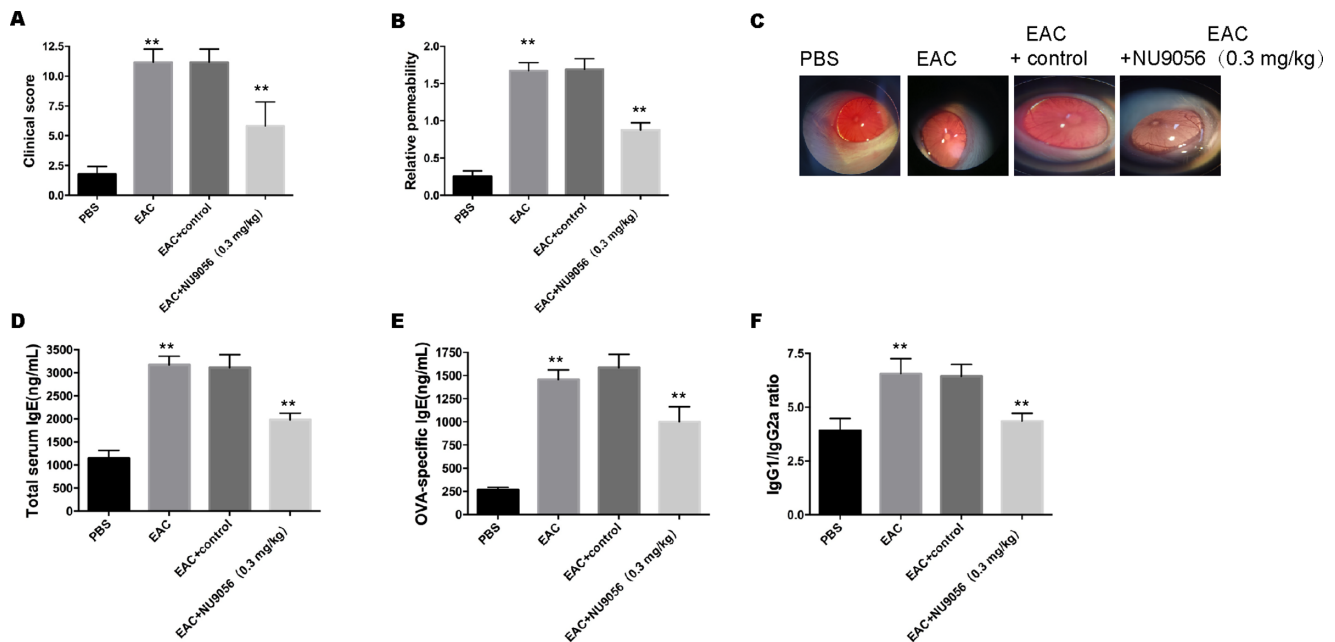 A
**
**
Clinical score
12.5
10.0
7.5
5.0
2.5
0.0
PBS
EAC
EAC+control
EAC+NU9056（0.3 mg/kg）
B
**
**
Relative pemeability
2.0
1.5
1.0
0.5
0.0
PBS
EAC
EAC+control
EAC+NU9056（0.3 mg/kg）
C
PBS
EAC
EAC
+ control
EAC
+NU9056（0.3 mg/kg）
D
**
**
Total serum IgE(ng/mL)
3500
3000
2500
2000
1500
1000
500
0
PBS
EAC
EAC+control
EAC+NU9056（0.3 mg/kg）
E
**
**
OVA-specific IgE(ng/mL)
1750
1500
1250
1000
750
500
250
0
PBS
EAC
EAC+control
EAC+NU9056（0.3 mg/kg）
F
**
**
IgG1/IgG2a ratio
7.5
5.0
2.5
0.0
PBS
EAC
EAC+control
EAC+NU9056（0.3 mg/kg）